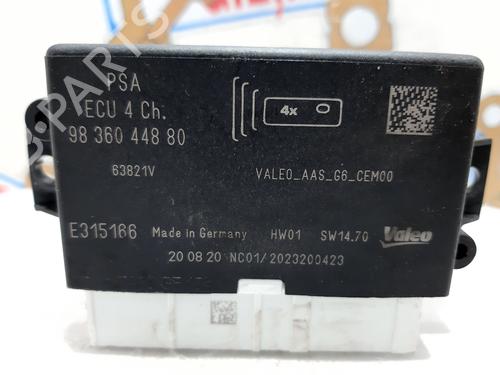 PSA
ECU 4 Ch.
98 360 448 80
4x
63821V
VALEO_AAS_G6_CEM00
E315166 Made in Germany HW01 SW14.70 Valeo
20 08 20 NC01/2023200423